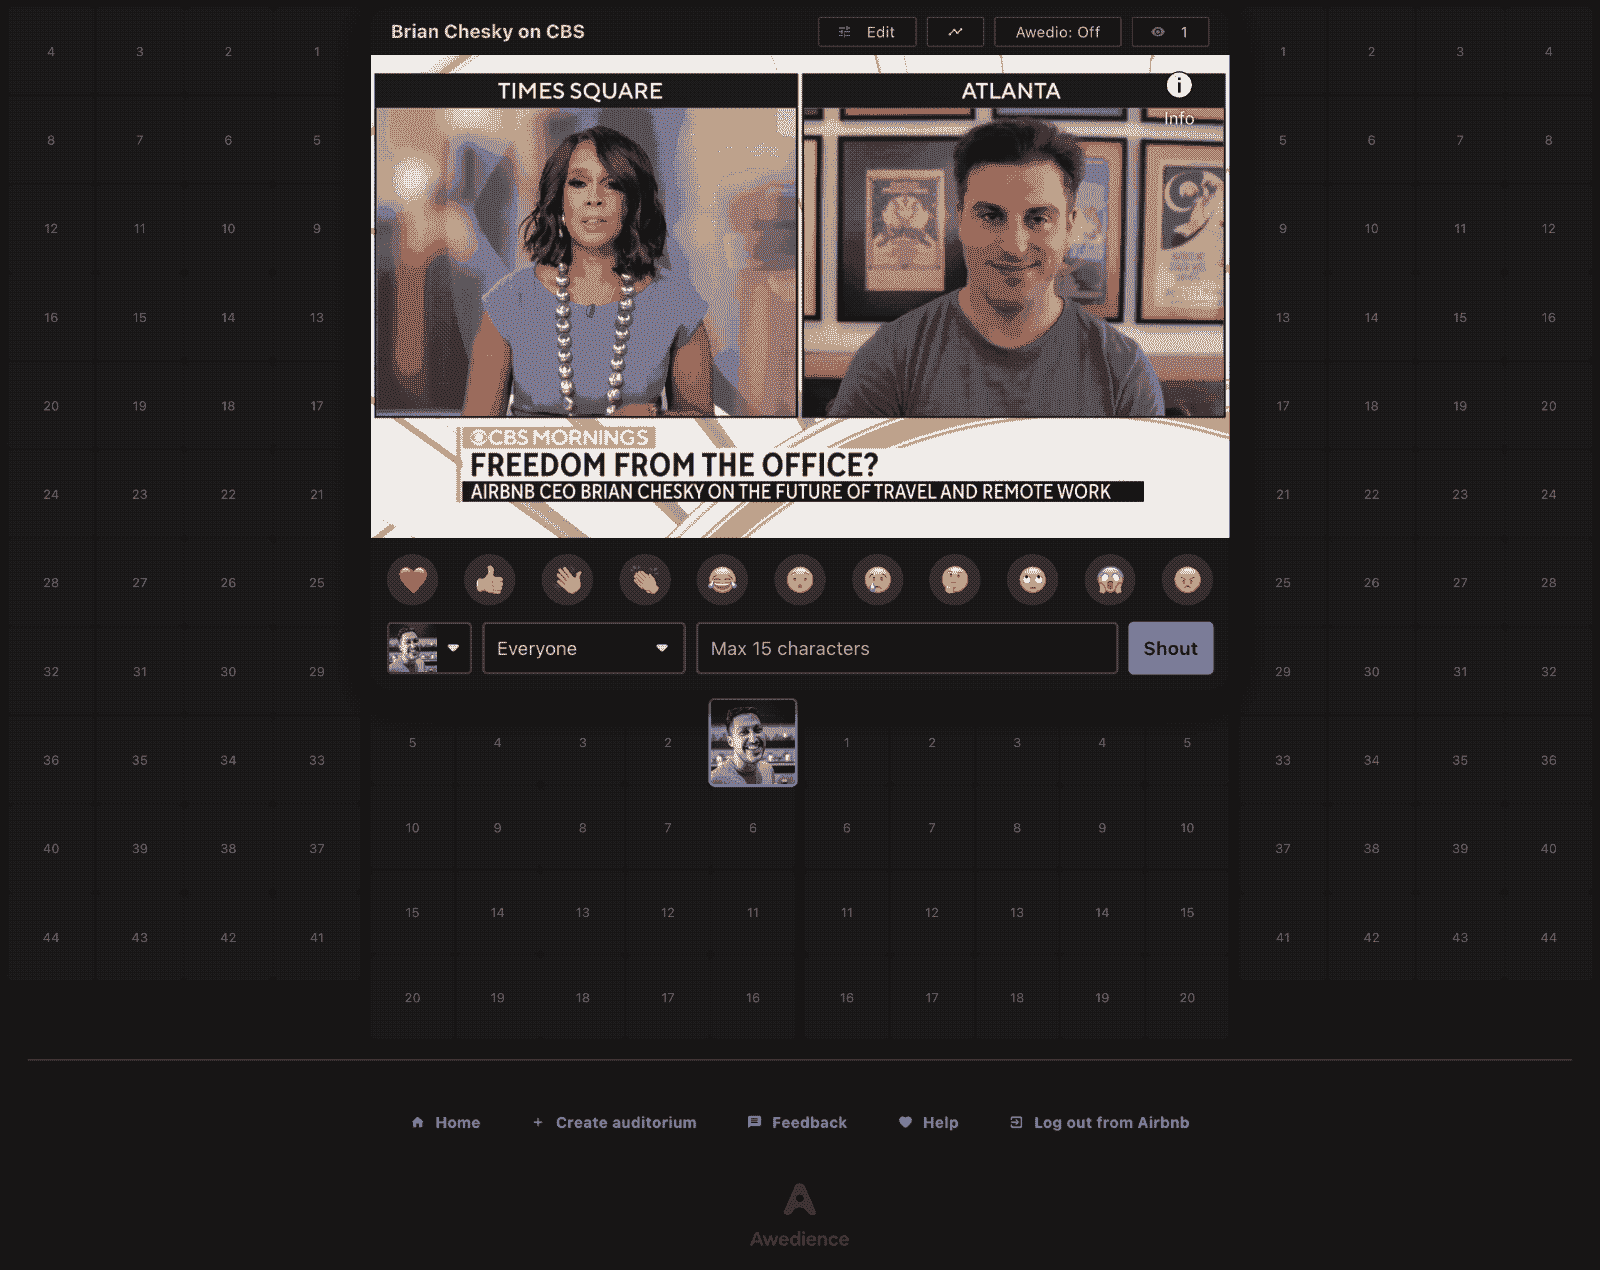 Brian Chesky on CBS
Edit
Awedio: Off
1
TIMES SQUARE
ATLANTA
Info
CBS MORNINGS
FREEDOM FROM THE OFFICE?
AIRBNB CEO BRIAN CHESKY ON THE FUTURE OF TRAVEL AND REMOTE WORK
Everyone
Max 15 characters
Shout
4 3 2 1
8 7 6 5
12 11 10 9
16 15 14 13
20 19 18 17
24 23 22 21
28 27 26 25
32 31 30 29
36 35 34 33
40 39 38 37
44 43 42 41
5 4 3 2 1 2 3 4 5
10 9 8 7 6 6 7 8 9 10
15 14 13 12 11 11 12 13 14 15
20 19 18 17 16 16 17 18 19 20
1 2 3 4
5 6 7 8
9 10 11 12
13 14 15 16
17 18 19 20
21 22 23 24
25 26 27 28
29 30 31 32
33 34 35 36
37 38 39 40
41 42 43 44
Home
Create auditorium
Feedback
Help
Log out from Airbnb
Awedience